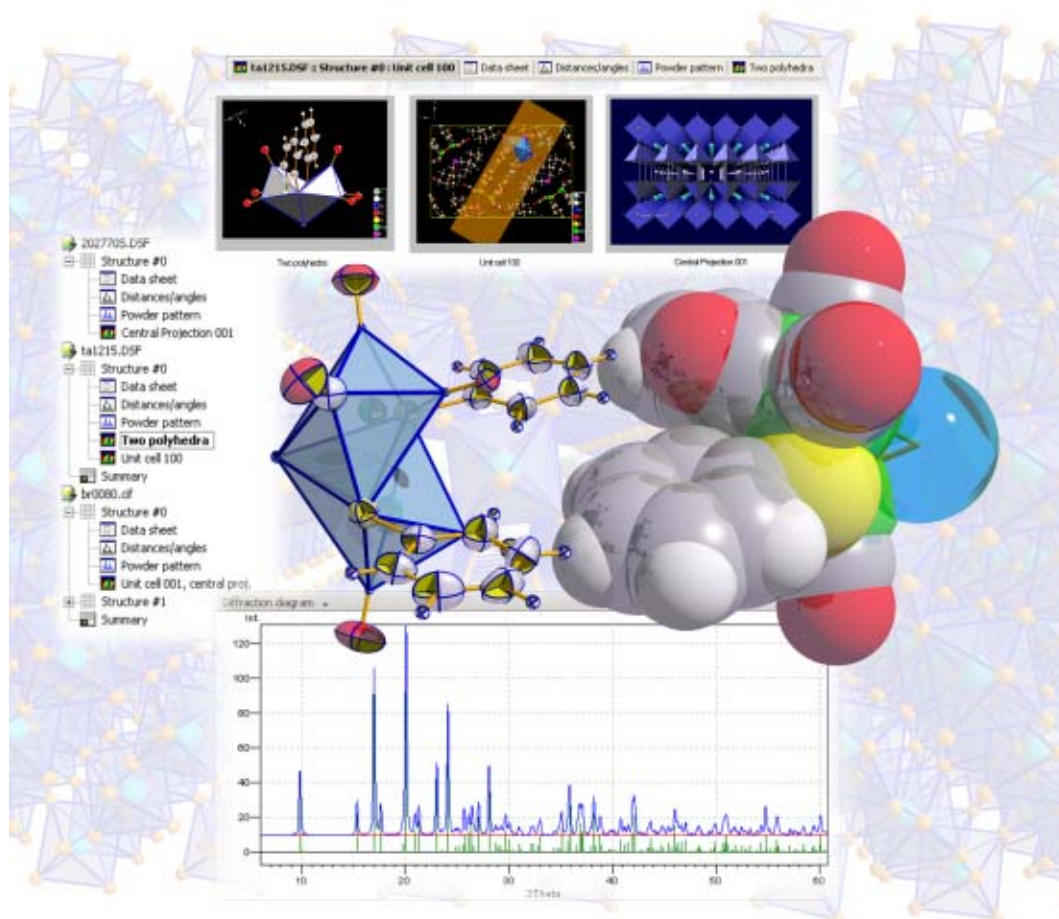 ta1215.DSF :: Structure #0 : Unit cell 100
Data sheet
Distances/angles
Powder pattern
Two polyhedra
Two polyhedra
Unit cell 100
Central Projection 001
2027705.DSF
Structure #0
Data sheet
Distances/angles
Powder pattern
Central Projection 001
ta1215.DSF
Structure #0
Data sheet
Distances/angles
Powder pattern
Two polyhedra
Unit cell 100
Summary
br0080.cif
Structure #0
Data sheet
Distances/angles
Powder pattern
Unit cell 001, central proj.
Structure #1
Summary
Diffraction diagram
Int.
120
100
80
60
40
20
0
10 20 30 40 50 60
2Theta